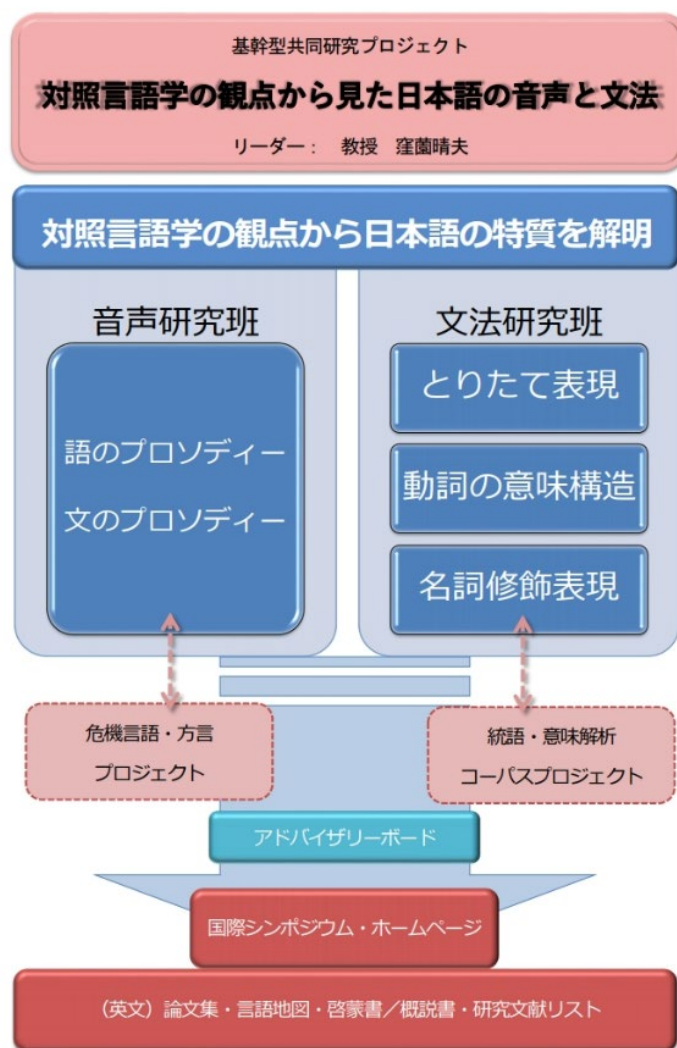 基幹型共同研究プロジェクト
対照言語学の観点から見た日本語の音声と文法
リーダー： 教授 窪薗晴夫
対照言語学の観点から日本語の特質を解明
音声研究班
語のプロソディー
文のプロソディー
文法研究班
とりたて表現
動詞の意味構造
名詞修飾表現
危機言語・方言
プロジェクト
統語・意味解析
コーパスプロジェクト
アドバイザリーボード
国際シンポジウム・ホームページ
（英文）論文集・言語地図・啓蒙書／概説書・研究文献リスト